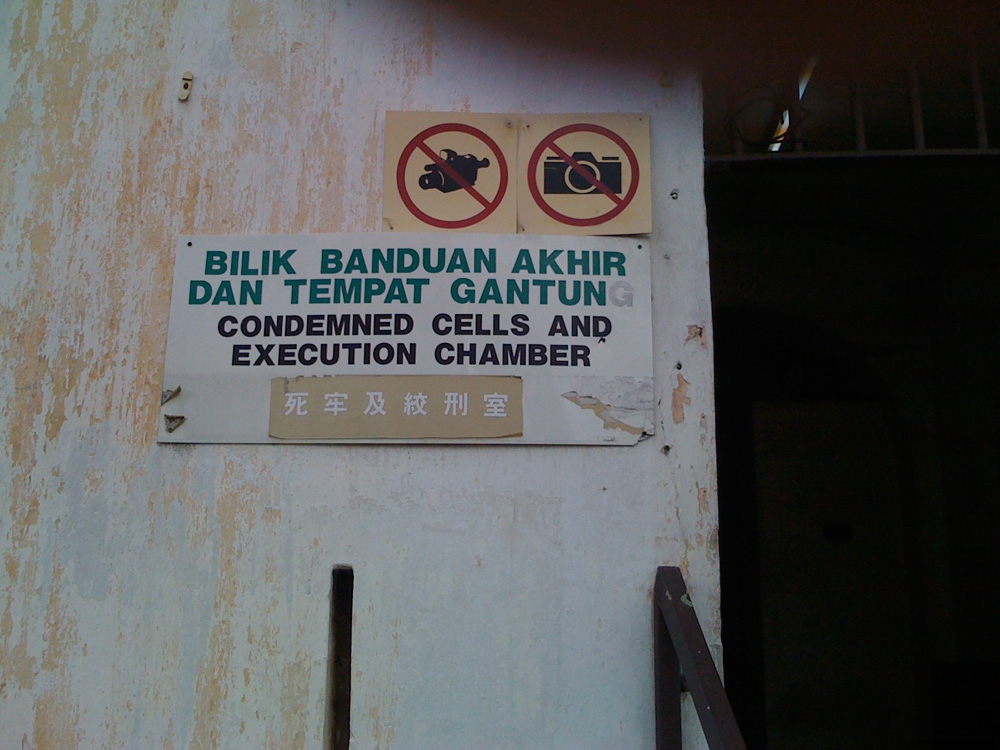 BILIK BANDUAN AKHIR
DAN TEMPAT GANTUNG
CONDEMNED CELLS AND
EXECUTION CHAMBER
死牢及絞刑室